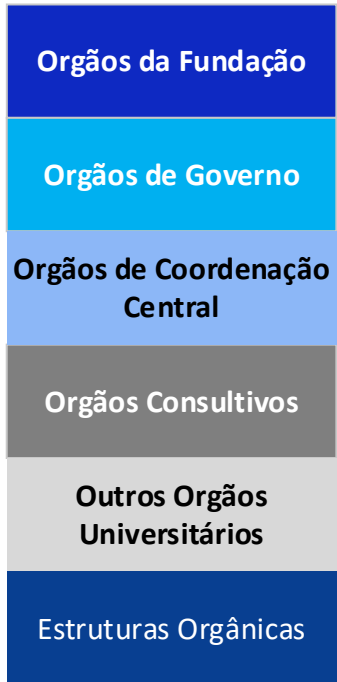 Orgãos da Fundação
Orgãos de Governo
Orgãos de Coordenação
Central
Orgãos Consultivos
Outros Orgãos
Universitários
Estruturas Orgânicas